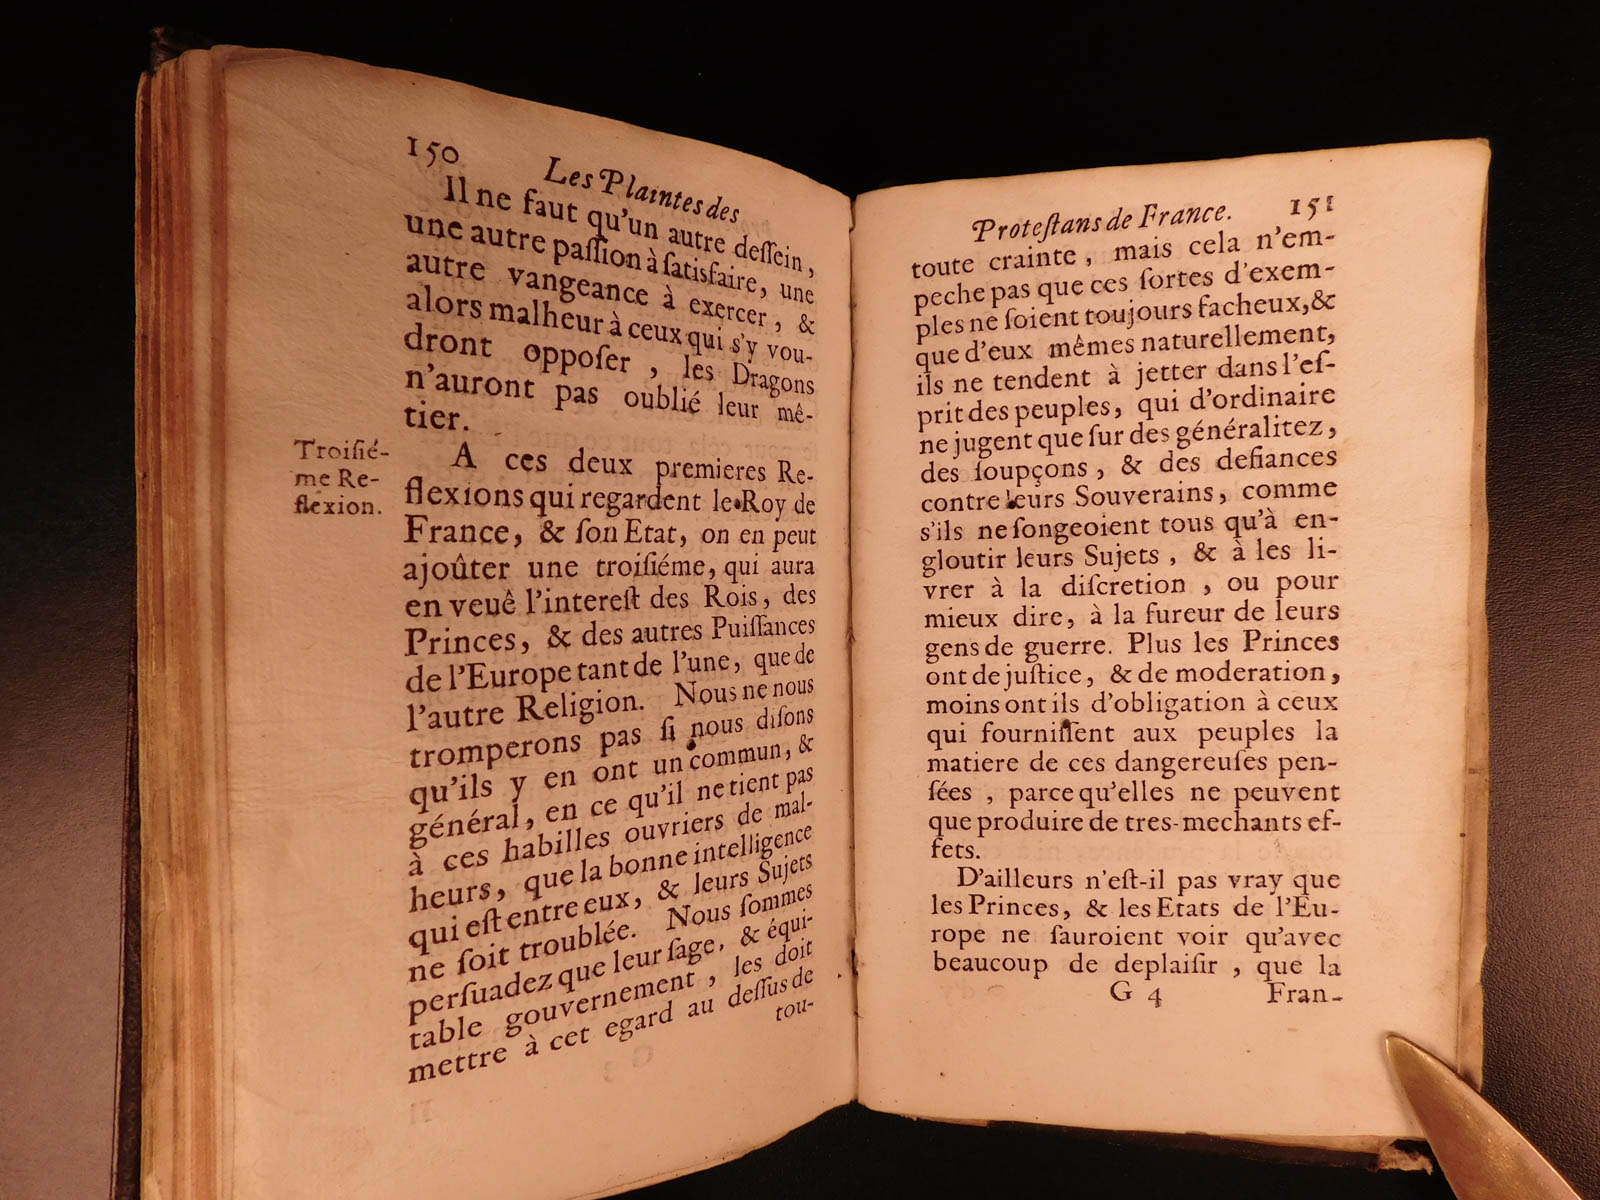 150
Les Plaintes des
Il ne faut qu'un autre deſſein,
une autre paſſion à ſatisfaire, une
autre vangeance à exercer, &
alors malheur à ceux qui s'y vou-
dront oppoſer, les Dragons
n'auront pas oublié leur mê-
tier.
Troiſié-
me Re-
flexion.
A ces deux premieres Re-
flexions qui regardent le Roy de
France, & ſon Etat, on en peut
ajoûter une troiſiéme, qui aura
en veuê l'intereſt des Rois, des
Princes, & des autres Puiſſances
de l'Europe tant de l'une, que de
l'autre Religion. Nous ne nous
tromperons pas ſi nous diſons
qu'ils y en ont un commun, &
général, en ce qu'il ne tient pas
à ces habilles ouvriers de mal-
heurs, que la bonne intelligence
qui eſt entre eux, & leurs Sujets
ne ſoit troublée. Nous ſommes
perſuadez que leur ſage, & équi-
table gouvernement, les doit
mettre à cet egard au deſſus de
tou-
Proteſtans de France. 151
toute crainte, mais cela n'em-
peche pas que ces ſortes d'exem-
ples ne ſoient toujours facheux, &
que d'eux mêmes naturellement,
ils ne tendent à jetter dans l'eſ-
prit des peuples, qui d'ordinaire
ne jugent que ſur des généralitez,
des ſoupçons, & des defiances
contre leurs Souverains, comme
s'ils ne ſongeoient tous qu'à en-
gloutir leurs Sujets, & à les li-
vrer à la diſcretion, ou pour
mieux dire, à la fureur de leurs
gens de guerre. Plus les Princes
ont de juſtice, & de moderation,
moins ont ils d'obligation à ceux
qui fourniſſent aux peuples la
matiere de ces dangereuſes pen-
ſées, parce qu'elles ne peuvent
que produire de tres-mechants ef-
fets.
D'ailleurs n'eſt-il pas vray que
les Princes, & les Etats de l'Eu-
rope ne ſauroient voir qu'avec
beaucoup de deplaiſir, que la
G 4 Fran-